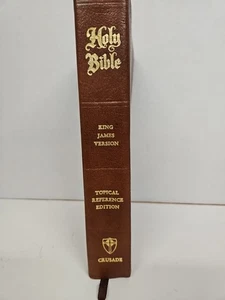 Holy
Bible
KING
JAMES
VERSION
TOPICAL
REFERENCE
EDITION
CRUSADE